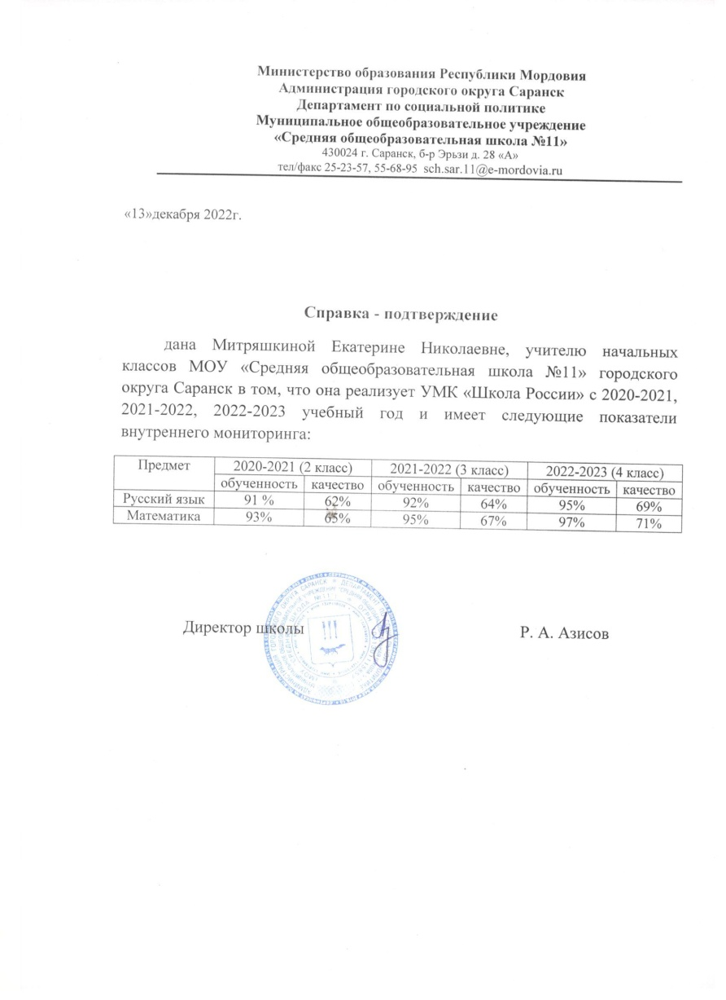 Министерство образования Республики Мордовия
Администрация городского округа Саранск
Департамент по социальной политике
Муниципальное общеобразовательное учреждение
«Средняя общеобразовательная школа №11»
430024 г. Саранск, б-р Эрьзи д. 28 «А»
тел/факс 25-23-57, 55-68-95 sch.sar.11@e-mordovia.ru
«13»декабря 2022г.
Справка - подтверждение
дана Митряшкиной Екатерине Николаевне, учителю начальных
классов МОУ «Средняя общеобразовательная школа №11» городского
округа Саранск в том, что она реализует УМК «Школа России» с 2020-2021,
2021-2022, 2022-2023 учебный год и имеет следующие показатели
внутреннего мониторинга:
Предмет 2020-2021 (2 класс) 2021-2022 (3 класс) 2022-2023 (4 класс)
обученность качество обученность качество обученность качество
Русский язык 91 % 62% 92% 64% 95% 69%
Математика 93% 65% 95% 67% 97% 71%
Директор школы Р. А. Азисов